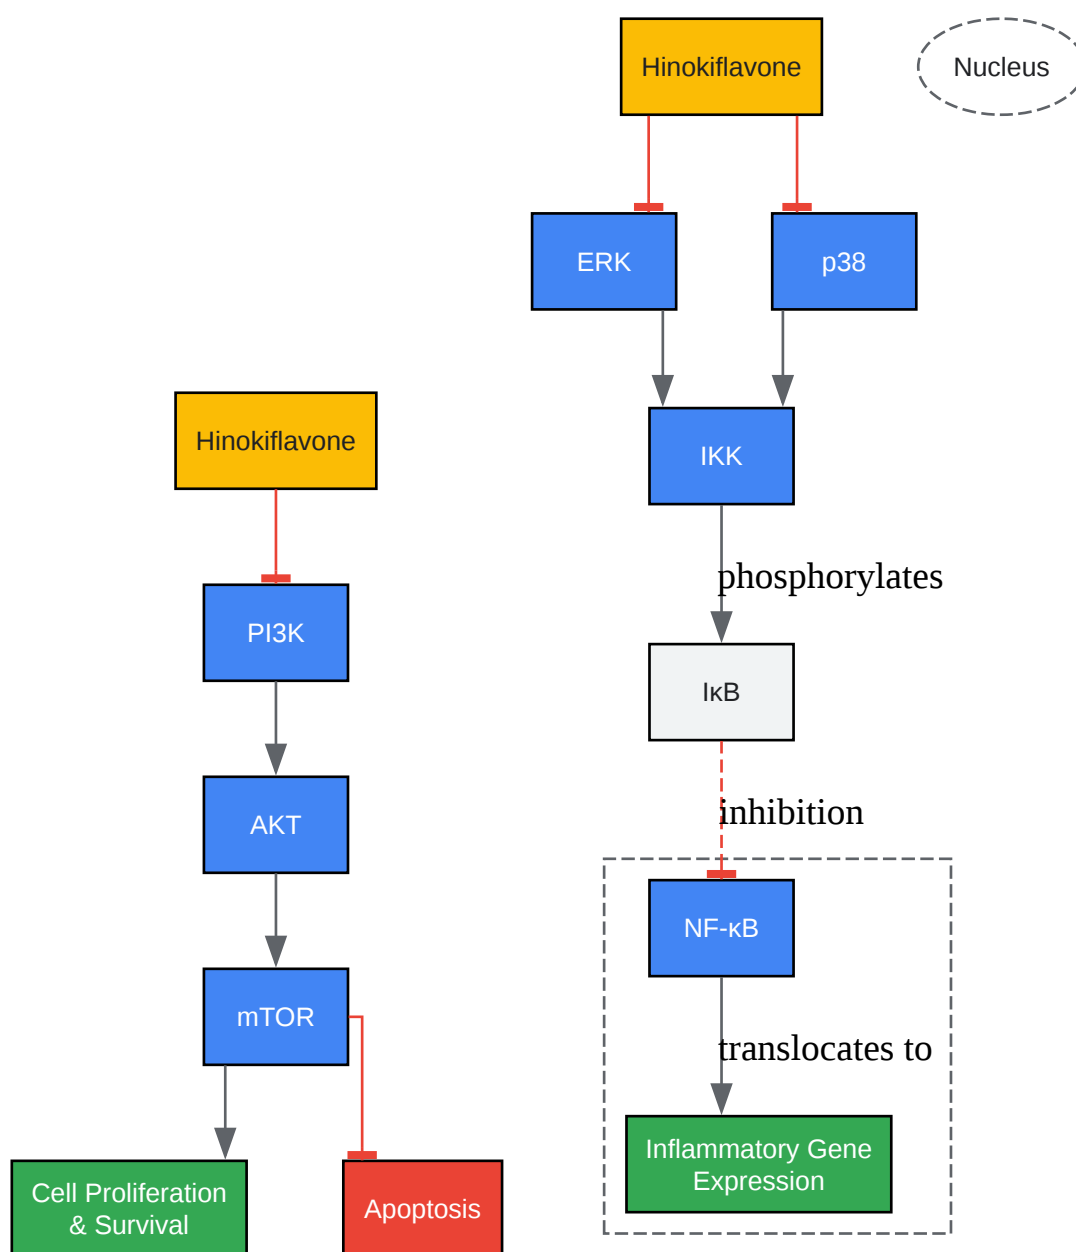 Hinokiflavone
Nucleus
ERK
p38
Hinokiflavone
IKK
phosphorylates
PI3K
IκB
AKT
inhibition
NF-κB
mTOR
translocates to
Inflammatory Gene
Expression
Cell Proliferation
& Survival
Apoptosis